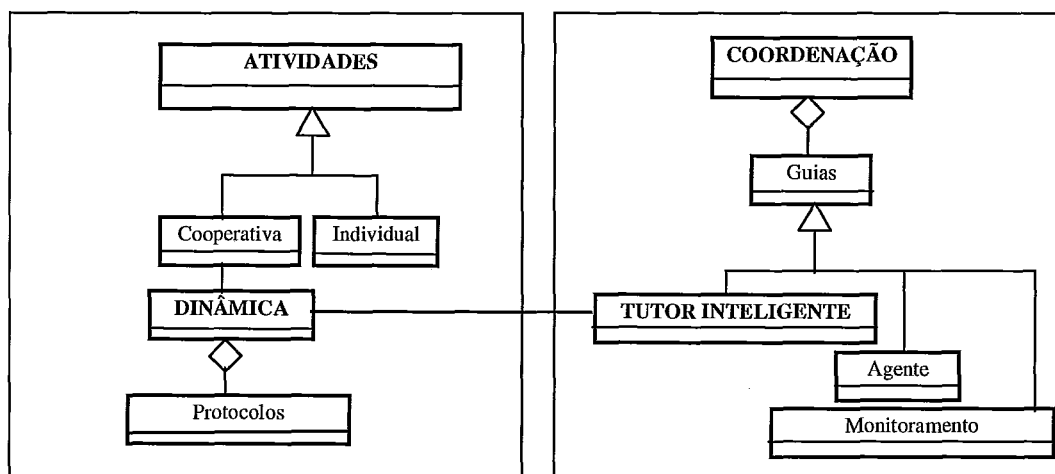 ATIVIDADES
Cooperativa
Individual
DINÂMICA
Protocolos
COORDENAÇÃO
Guias
TUTOR INTELIGENTE
Agente
Monitoramento